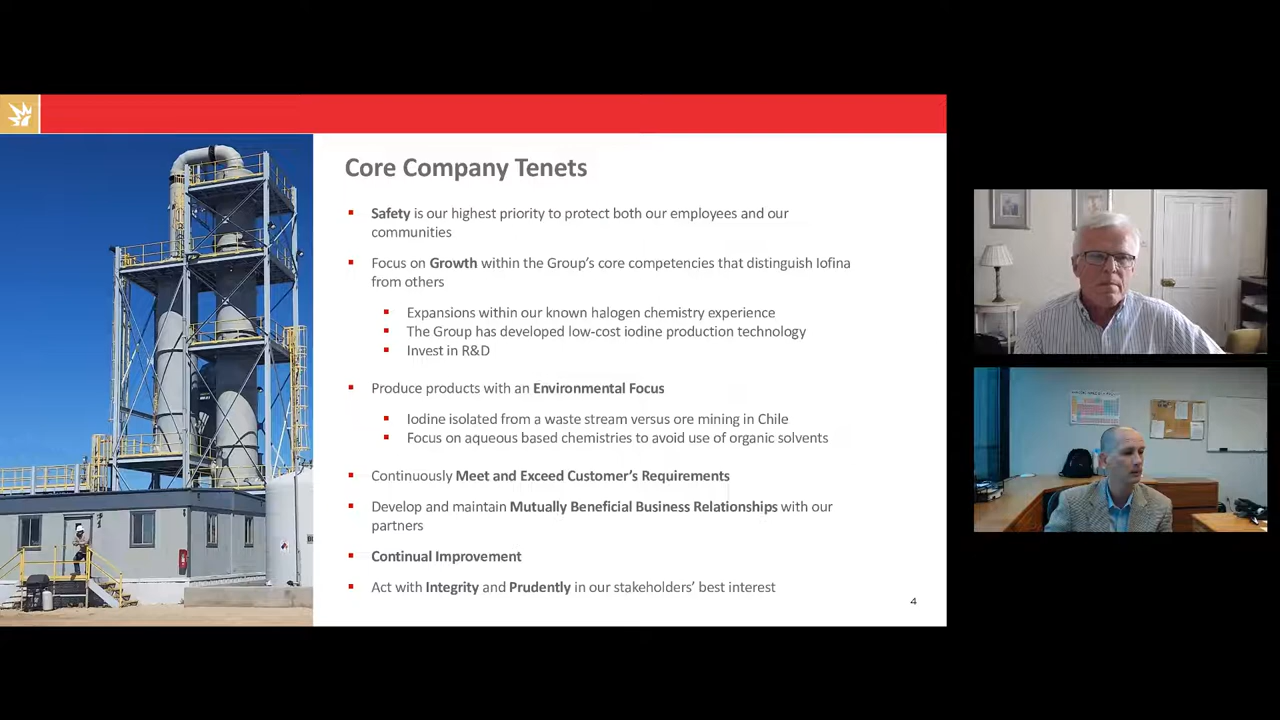 Core Company Tenets
Safety is our highest priority to protect both our employees and our
communities
Focus on Growth within the Group's core competencies that distinguish Iofina
from others
Expansions within our known halogen chemistry experience
The Group has developed low-cost iodine production technology
Invest in R&D
Produce products with an Environmental Focus
Iodine isolated from a waste stream versus ore mining in Chile
Focus on aqueous based chemistries to avoid use of organic solvents
Continuously Meet and Exceed Customer's Requirements
Develop and maintain Mutually Beneficial Business Relationships with our
partners
Continual Improvement
Act with Integrity and Prudently in our stakeholders' best interest
4